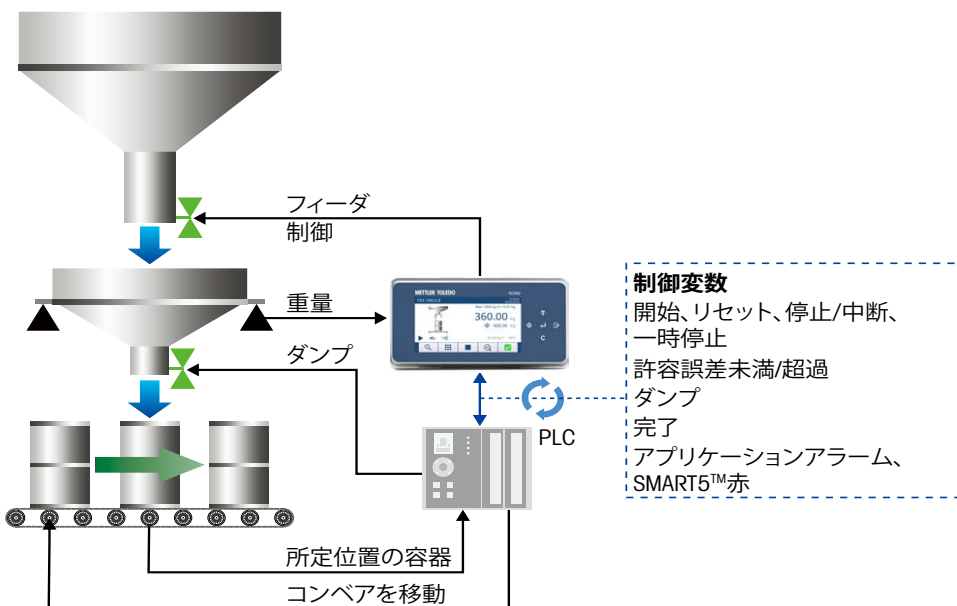 フィーダ
制御
METTLER TOLEDO
360.00 kg
重量
ダンプ
PLC
制御変数
開始、リセット、停止/中断、
一時停止
許容誤差未満/超過
ダンプ
完了
アプリケーションアラーム、
SMART5™赤
所定位置の容器
コンベアを移動